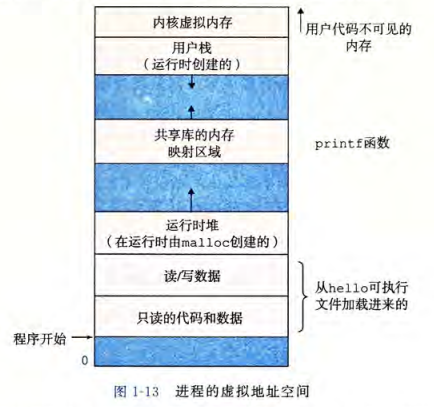 内核虚拟内存
用户代码不可见的
内存
用户栈
（运行时创建的）
共享库的内存
映射区域
printf函数
运行时堆
（在运行时由malloc创建的）
读/写数据
从hello可执行
文件加载进来的
只读的代码和数据
程序开始
0
图 1-13 进程的虚拟地址空间